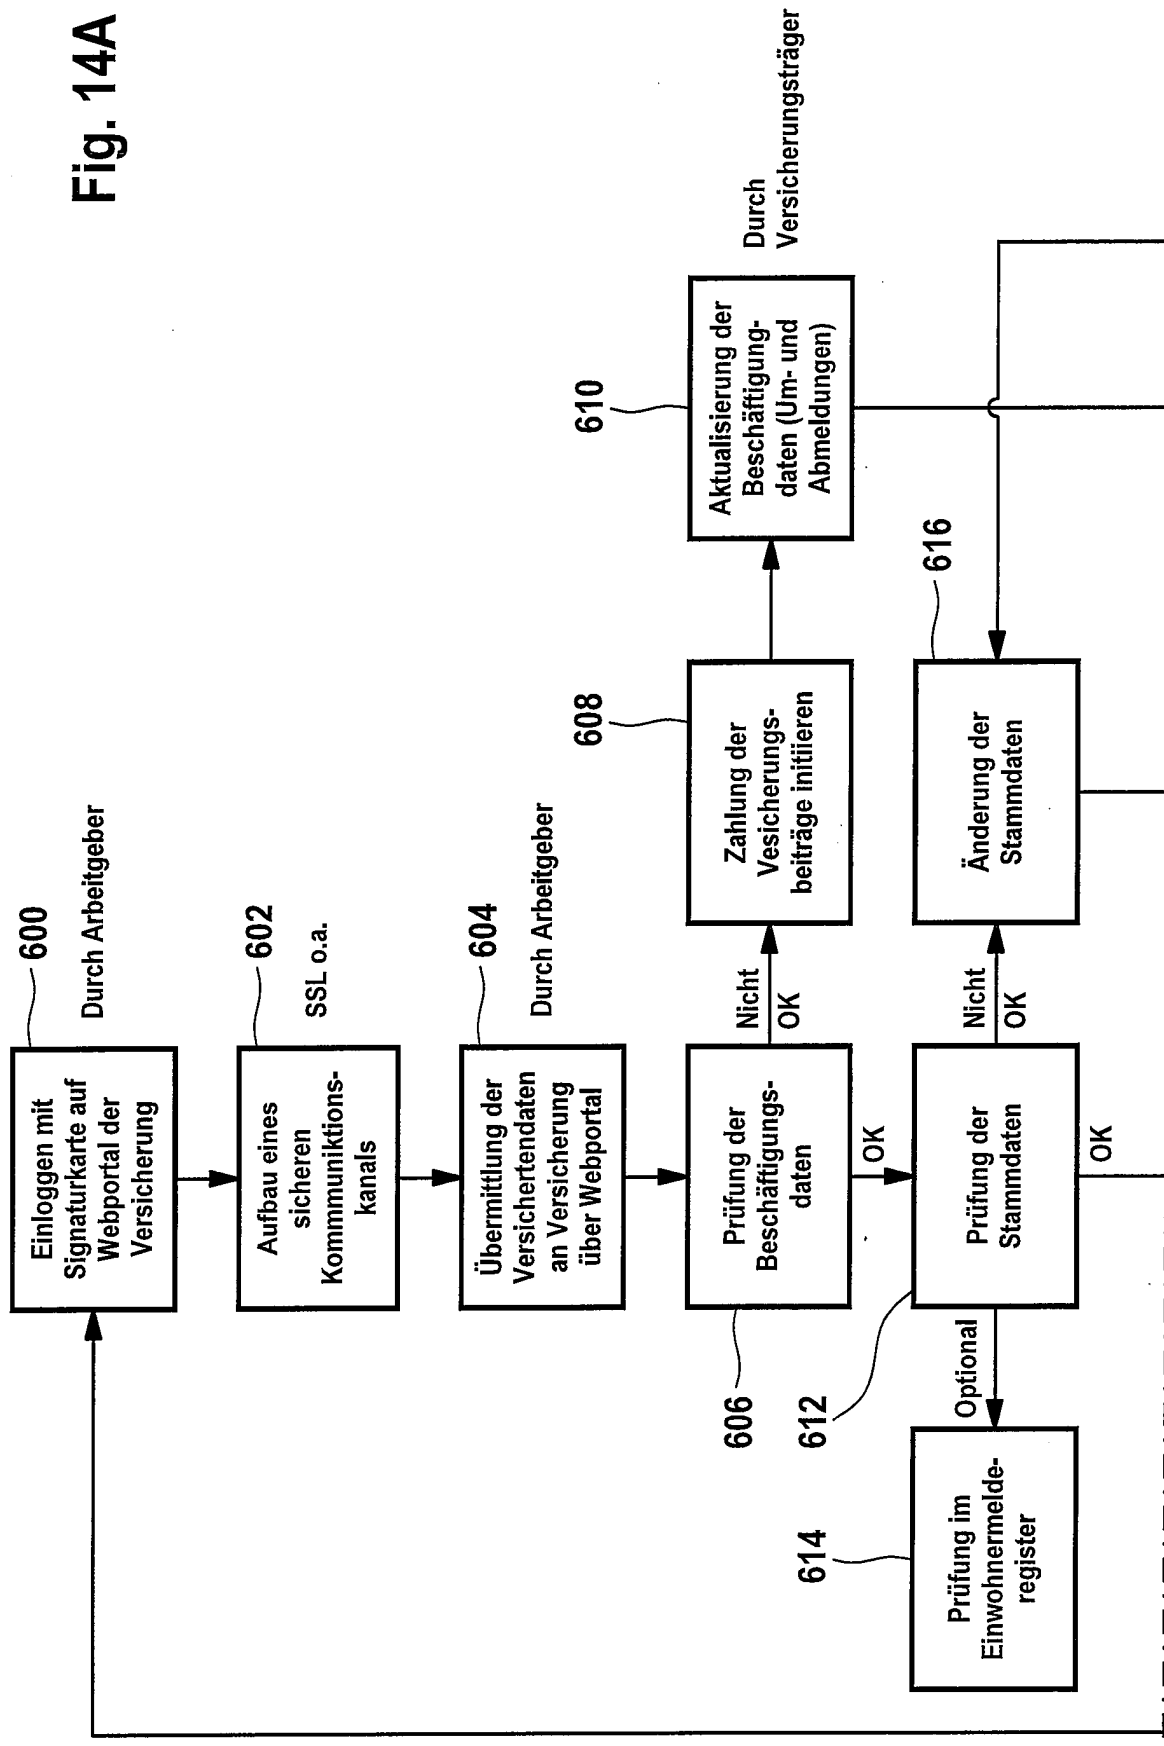 Fig. 14A
600
Durch Arbeitgeber
Einloggen mit
Signaturkarte auf
Webportal der
Versicherung
602
SSL o.a.
Aufbau eines
sicheren
Kommmuniktions-
kanals
604
Durch Arbeitgeber
Übermittlung der
Versichertendaten
an Versicherung
über Webportal
606
Prüfung der
Beschäftigungs-
daten
Nicht
OK
OK
608
Zahlung der
Vesicherungs-
beiträge initiieren
610
Aktualisierung der
Beschäftigung-
daten (Um- und
Abmeldungen)
Durch
Versicherungsträger
612
Prüfung der
Stammdaten
Optional
Nicht
OK
OK
614
Prüfung im
Einwohnermelde-
register
616
Änderung der
Stammdaten